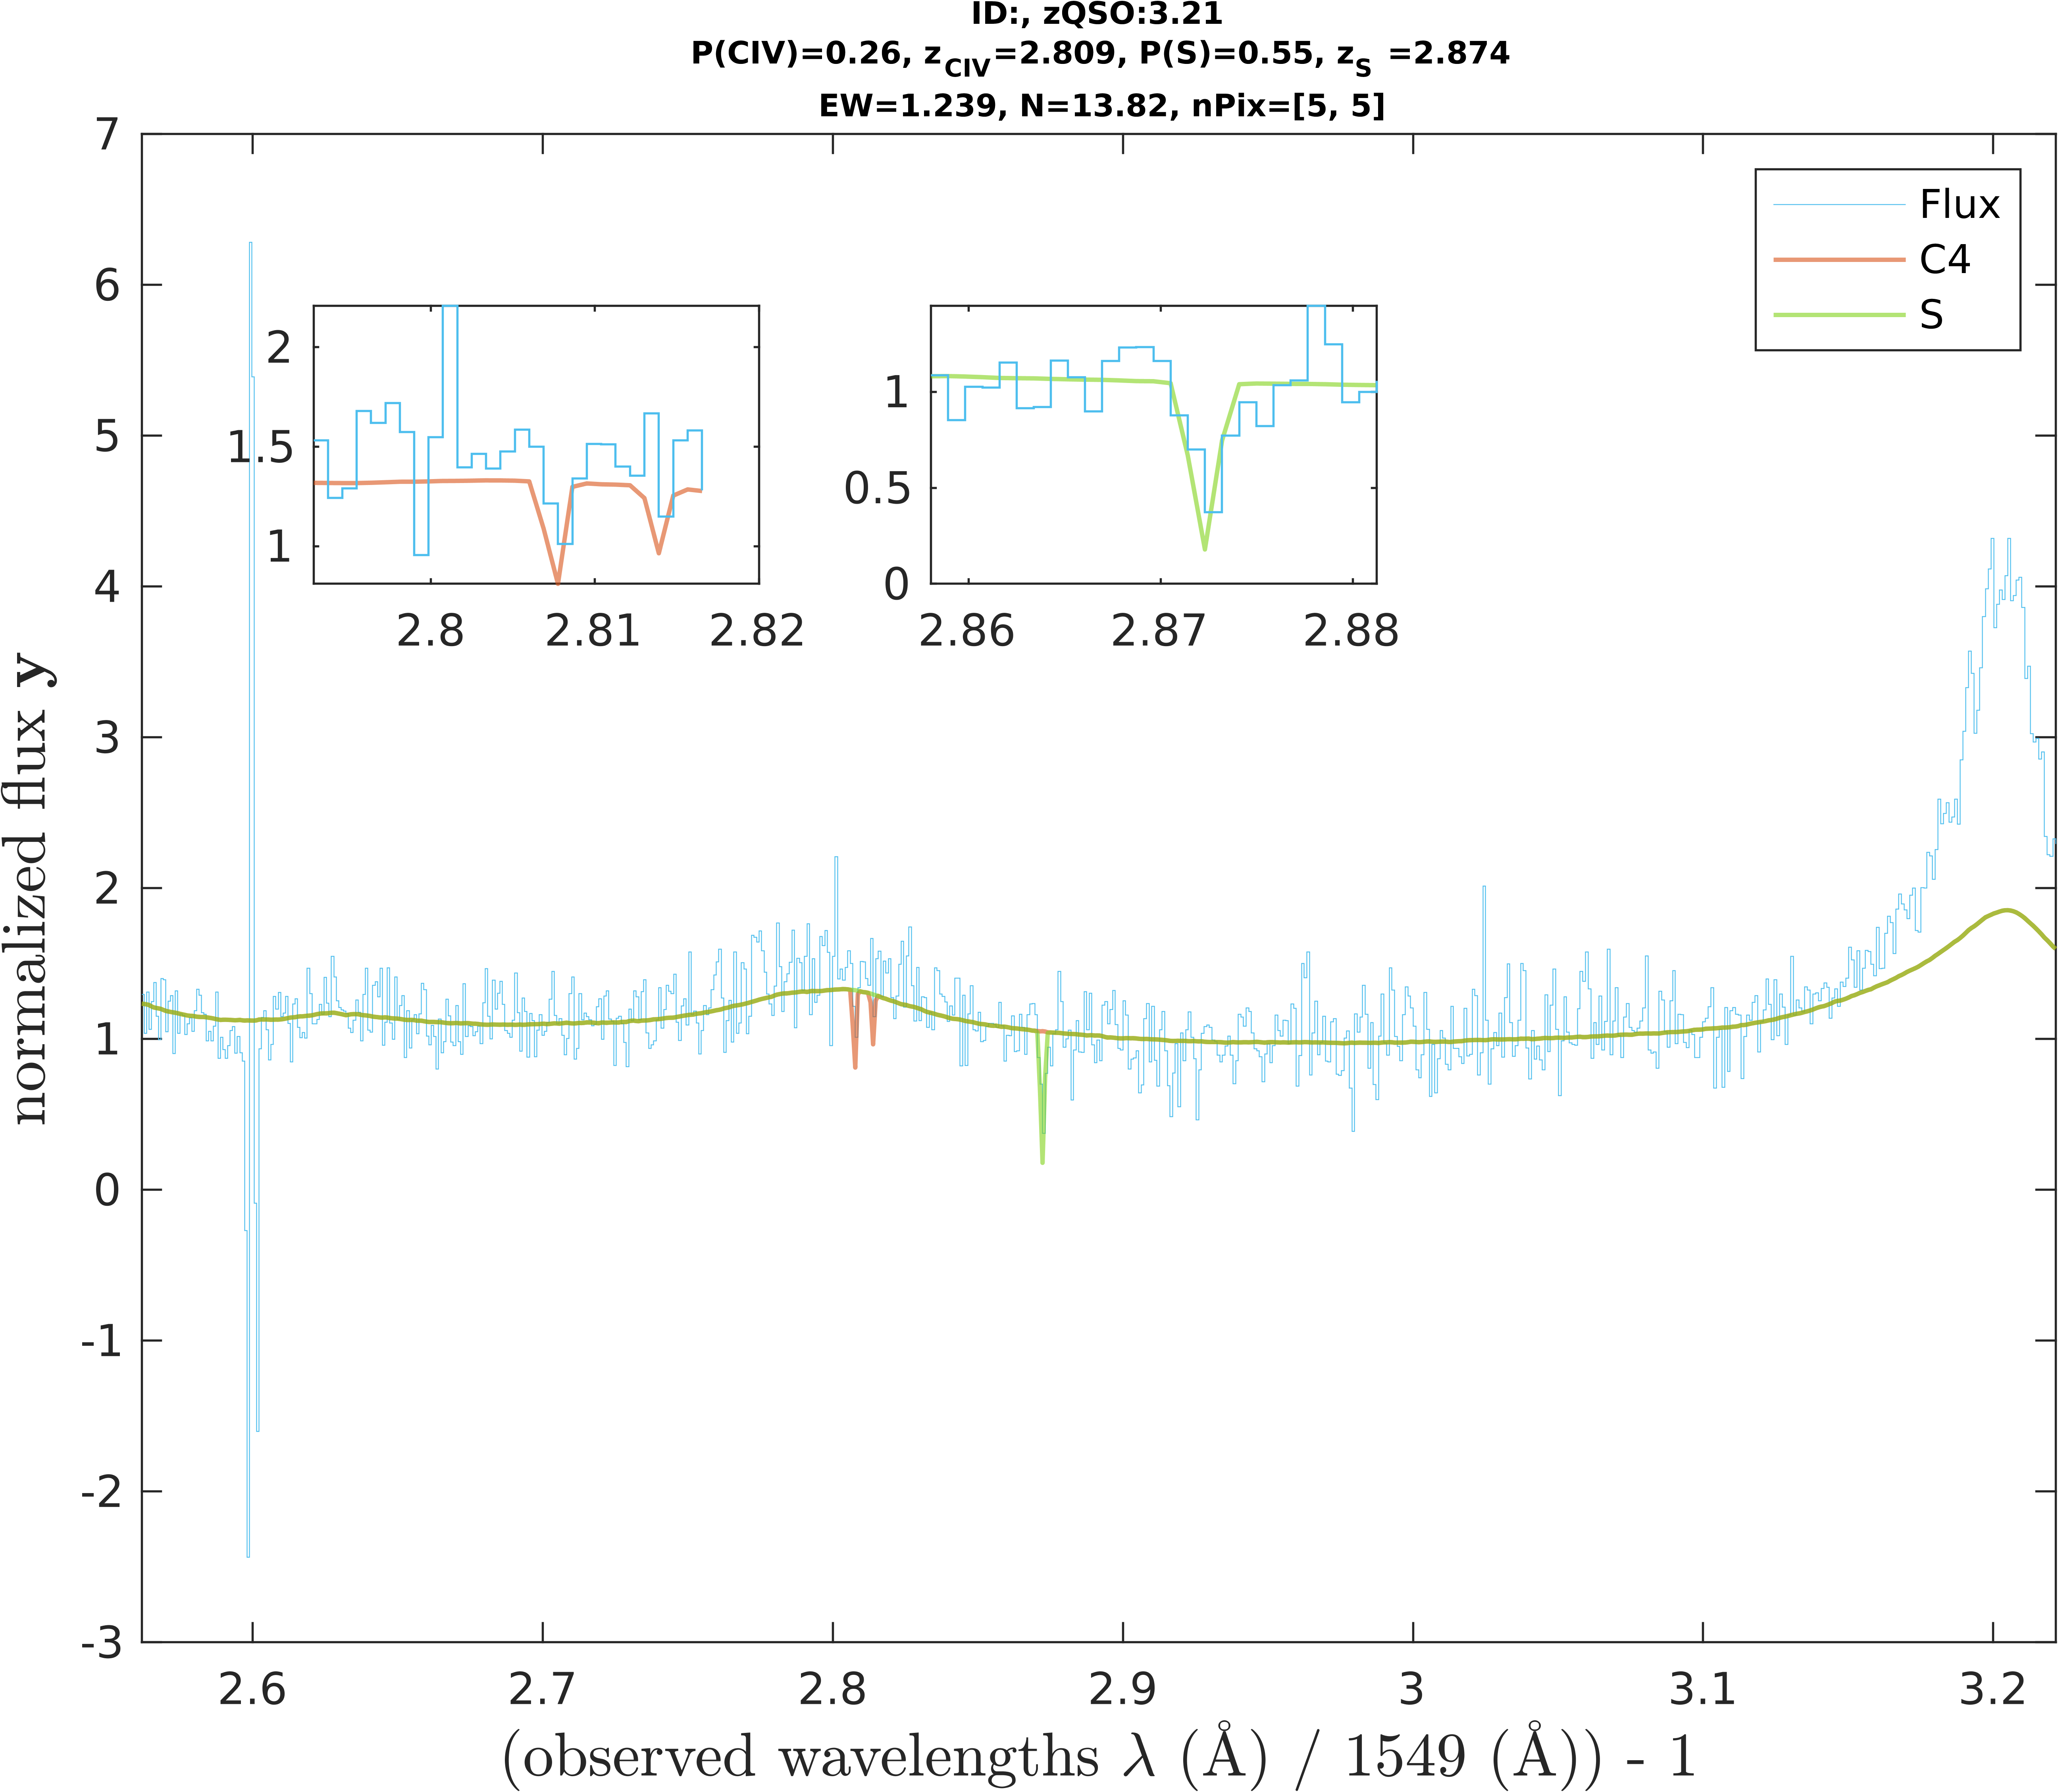 ID:, zQSO:3.21
P(CIV)=0.26, z_CIV=2.809, P(S)=0.55, z_S =2.874
EW=1.239, N=13.82, nPix=[5, 5]
7
6
5
4
3
2
1
0
-1
-2
-3
normalized flux y
Flux
C4
S
2
1.5
1
2.8 2.81 2.82
1
0.5
0
2.86 2.87 2.88
2.6 2.7 2.8 2.9 3 3.1 3.2
(observed wavelengths λ (Å) / 1549 (Å)) - 1